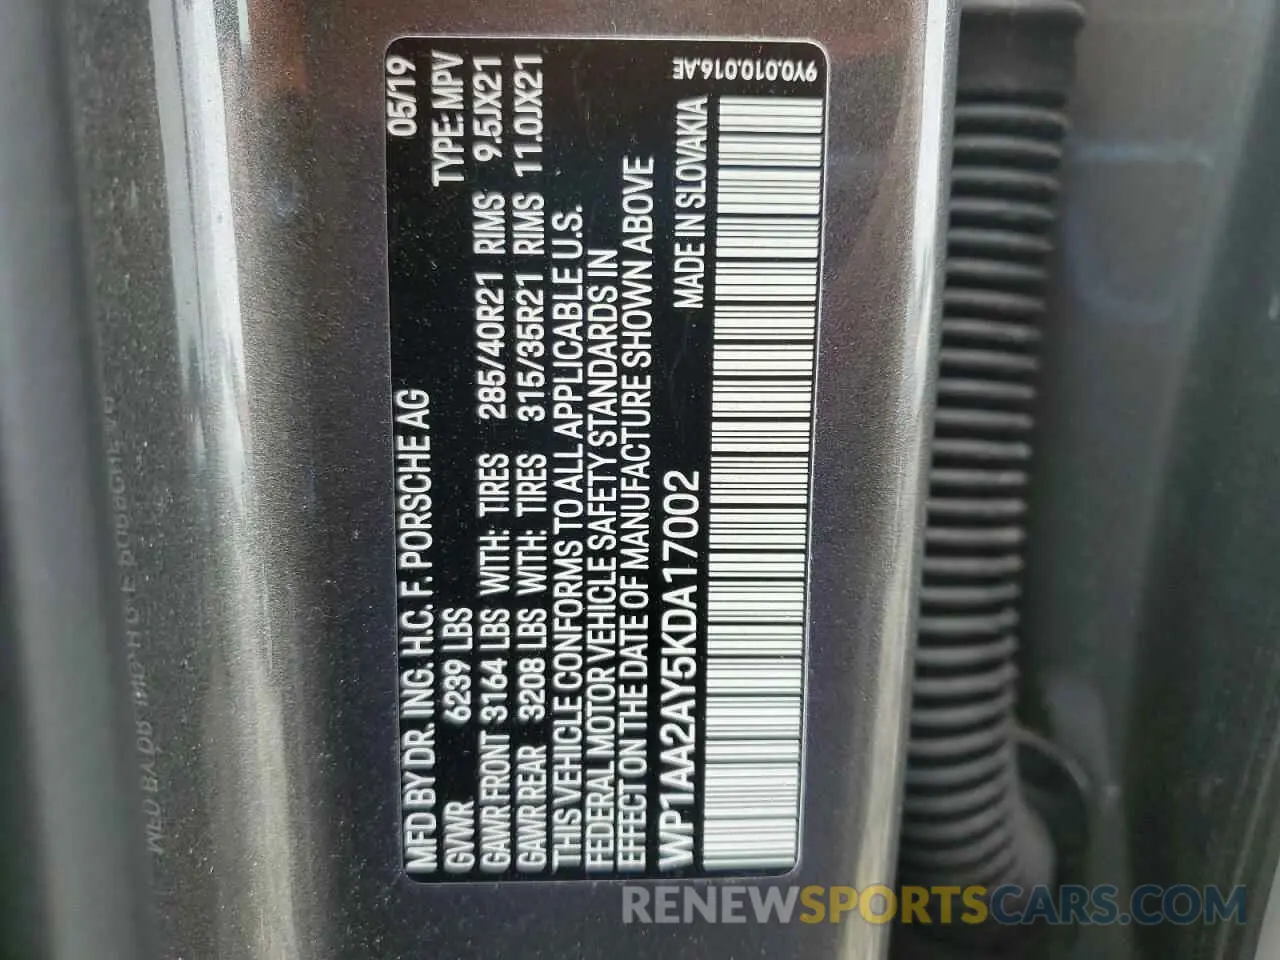 MFD BY DR. ING. H.C. F. PORSCHE AG 05/19
GVWR 6239 LBS TYPE: MPV
GAWR FRONT 3164 LBS WITH: TIRES 285/40R21 RIMS 9.5JX21
GAWR REAR 3208 LBS WITH: TIRES 315/35R21 RIMS 11.0JX21
THIS VEHICLE CONFORMS TO ALL APPLICABLE U.S.
FEDERAL MOTOR VEHICLE SAFETY STANDARDS IN
EFFECT ON THE DATE OF MANUFACTURE SHOWN ABOVE
WP1AA2AY5KDA17002 MADE IN SLOVAKIA
9Y0.010.016.AE
RENEWSPORTSCARS.COM